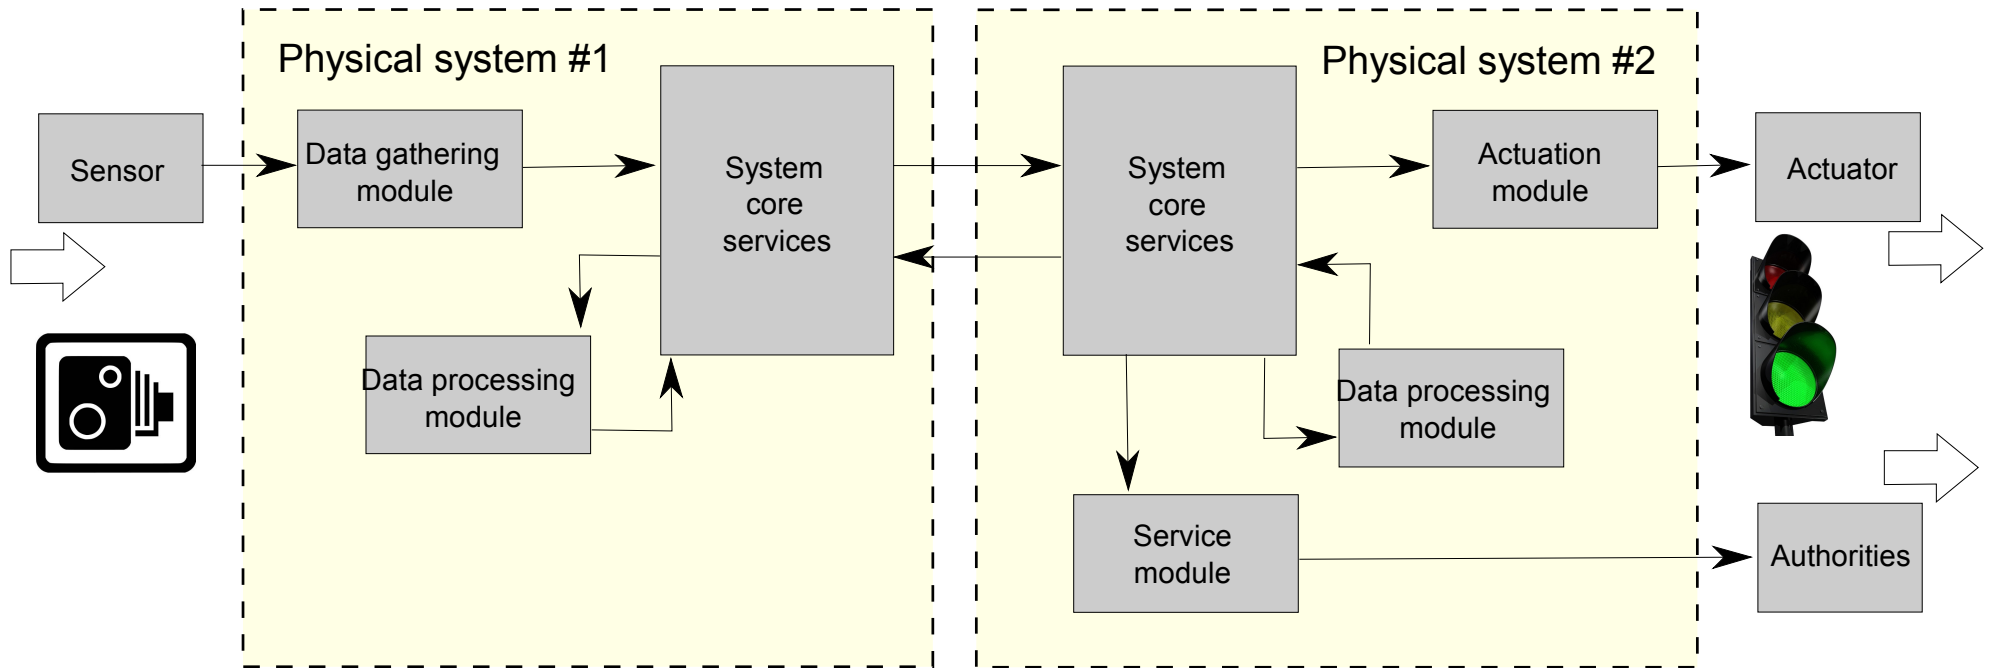 Physical system #1
Physical system #2
Sensor
Data gathering
module
System
core
services
System
core
services
Actuation
module
Actuator
Data processing
module
Data processing
module
Service
module
Authorities